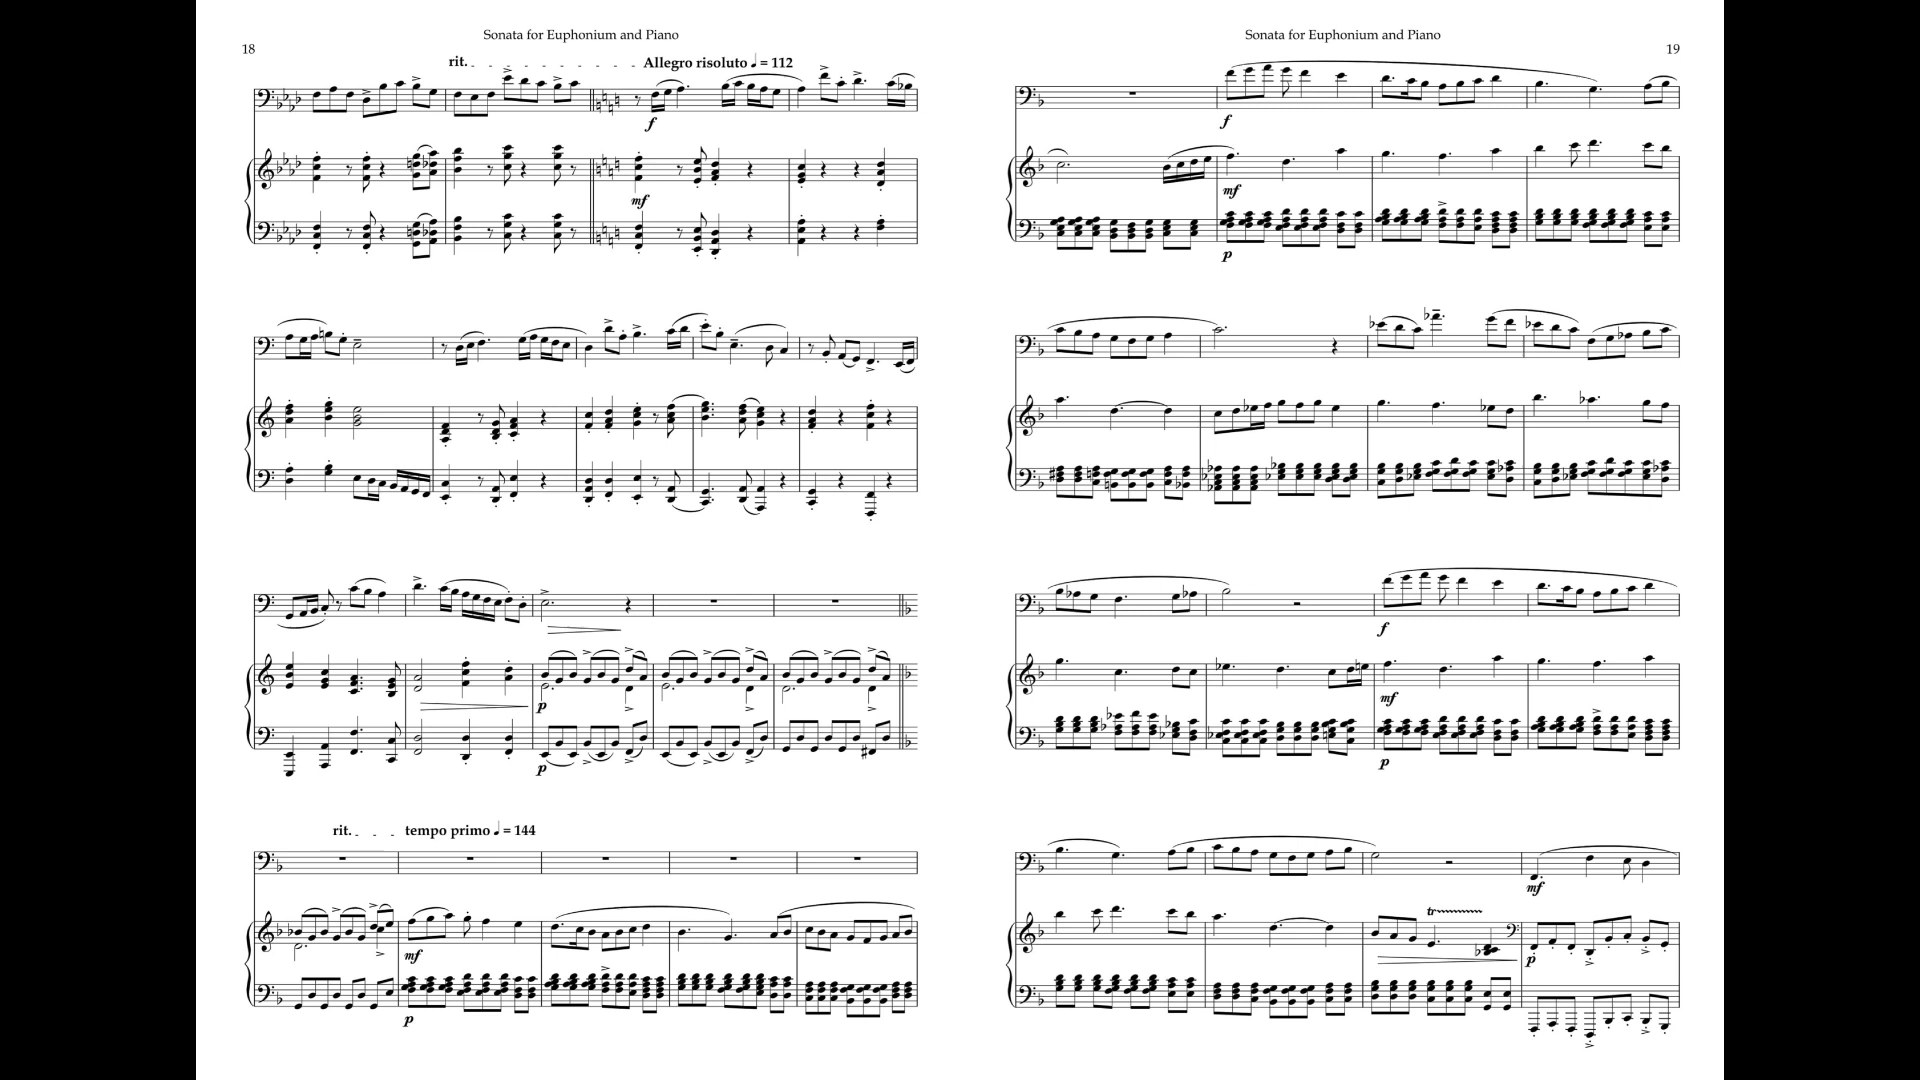 Sonata for Euphonium and Piano
18
rit. Allegro risoluto ♩ = 112
f
mf
p
p
rit. tempo primo ♩ = 144
mf
p
Sonata for Euphonium and Piano
19
f
mf
p
f
mf
p
mf
tr
p